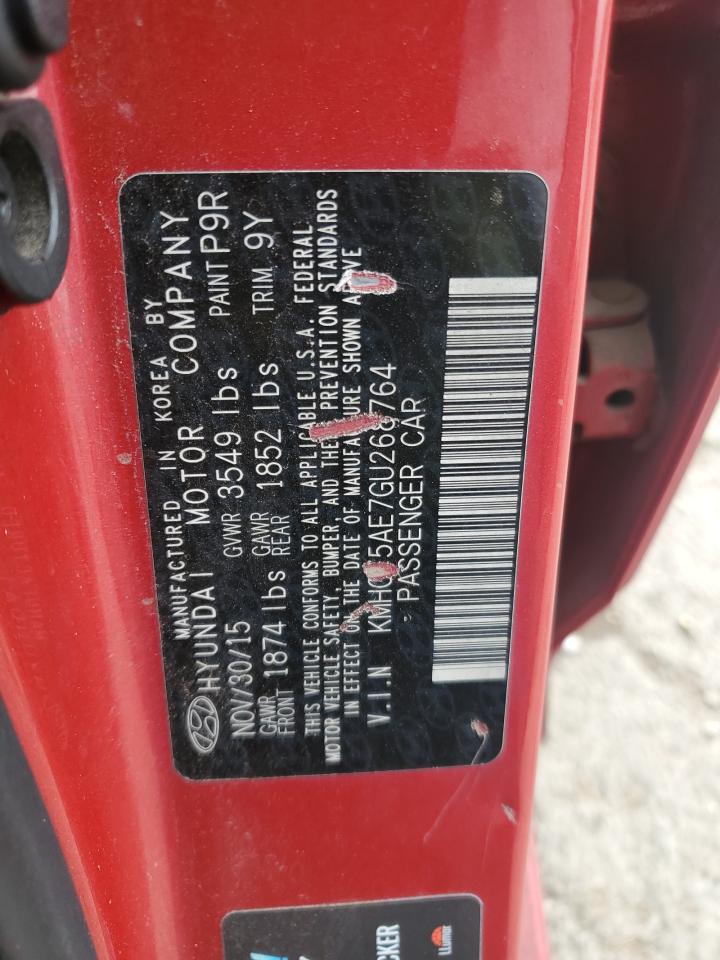 MANUFACTURED IN KOREA BY
HYUNDAI MOTOR COMPANY
NOV/30/15 GVWR 3549 lbs PAINT P9R
GAWR FRONT 1874 lbs GAWR REAR 1852 lbs TRIM 9Y
THIS VEHICLE CONFORMS TO ALL APPLICABLE U.S.A. FEDERAL
MOTOR VEHICLE SAFETY, BUMPER, AND THEFT PREVENTION STANDARDS
IN EFFECT ON THE DATE OF MANUFACTURE SHOWN ABOVE
V.I.N
- PASSENGER CAR
CKER
LLumar